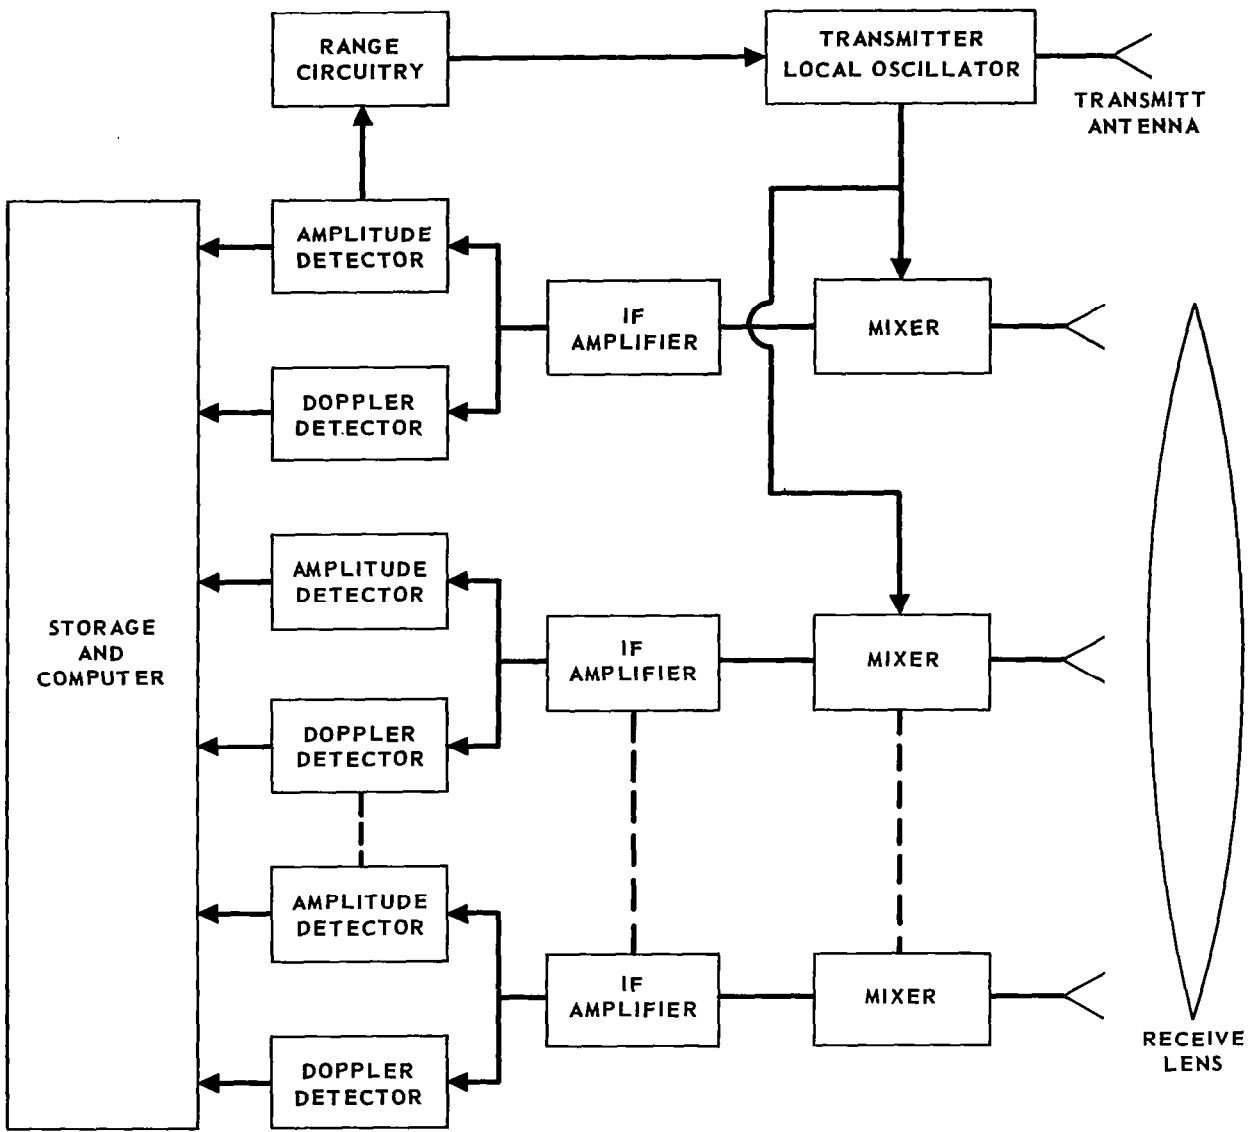 RANGE
CIRCUITRY
TRANSMITTER
LOCAL OSCILLATOR
TRANSMITT
ANTENNA
AMPLITUDE
DETECTOR
IF
AMPLIFIER
MIXER
DOPPLER
DETECTOR
AMPLITUDE
DETECTOR
STORAGE
AND
COMPUTER
IF
AMPLIFIER
MIXER
DOPPLER
DETECTOR
AMPLITUDE
DETECTOR
IF
AMPLIFIER
MIXER
RECEIVE
LENS
DOPPLER
DETECTOR